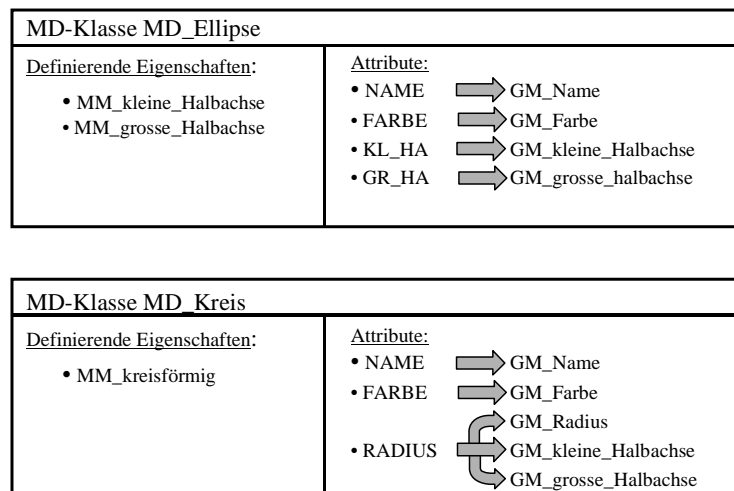 MD-Klasse MD_Ellipse
Definierende Eigenschaften:
• MM_kleine_Halbachse
• MM_grosse_Halbachse
Attribute:
• NAME GM_Name
• FARBE GM_Farbe
• KL_HA GM_kleine_Halbachse
• GR_HA GM_grosse_halbachse
MD-Klasse MD_Kreis
Definierende Eigenschaften:
• MM_kreisförmig
Attribute:
• NAME GM_Name
• FARBE GM_Farbe
GM_Radius
• RADIUS GM_kleine_Halbachse
GM_grosse_Halbachse